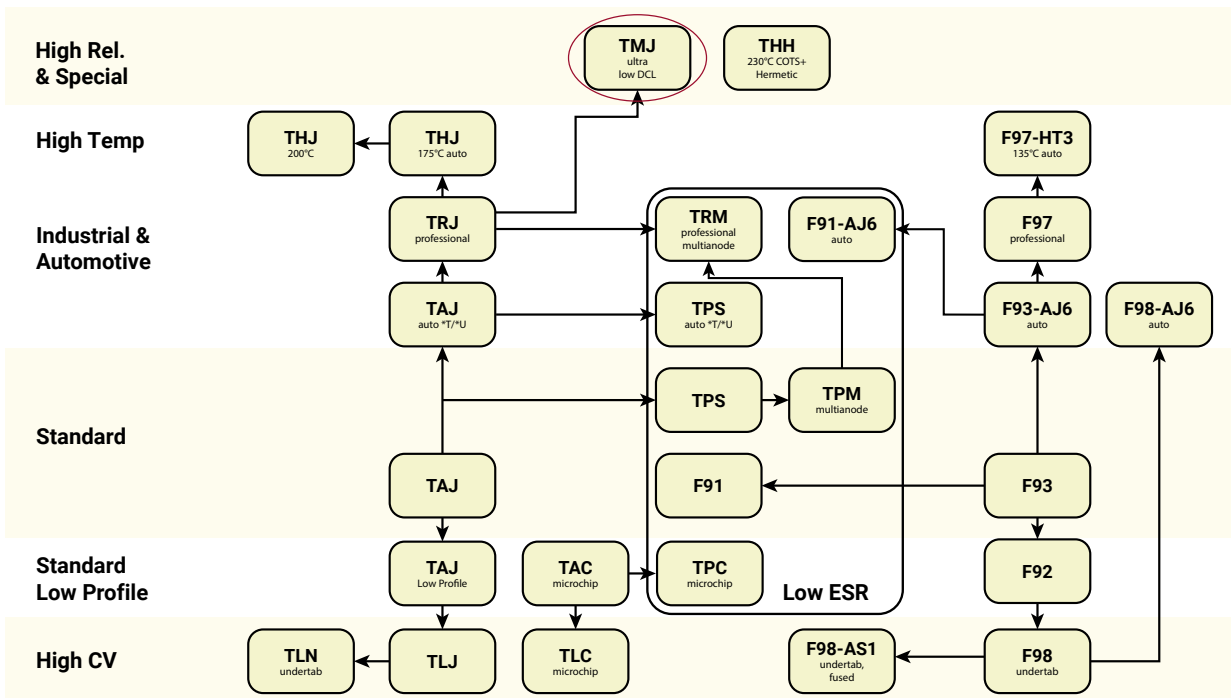 High Rel.
& Special
TMJ
ultra
low DCL
THH
230°C COTS+
Hermetic
High Temp
THJ
200°C
THJ
175°C auto
F97-HT3
135°C auto
Industrial &
Automotive
TRJ
professional
TRM
professional
multianode
F91-AJ6
auto
F97
professional
TAJ
auto *T/*U
TPS
auto *T/*U
F93-AJ6
auto
F98-AJ6
auto
Standard
TPS
TPM
multianode
TAJ
F91
F93
Standard
Low Profile
TAJ
Low Profile
TAC
microchip
TPC
microchip
Low ESR
F92
High CV
TLN
undertab
TLJ
TLC
microchip
F98-AS1
undertab,
fused
F98
undertab